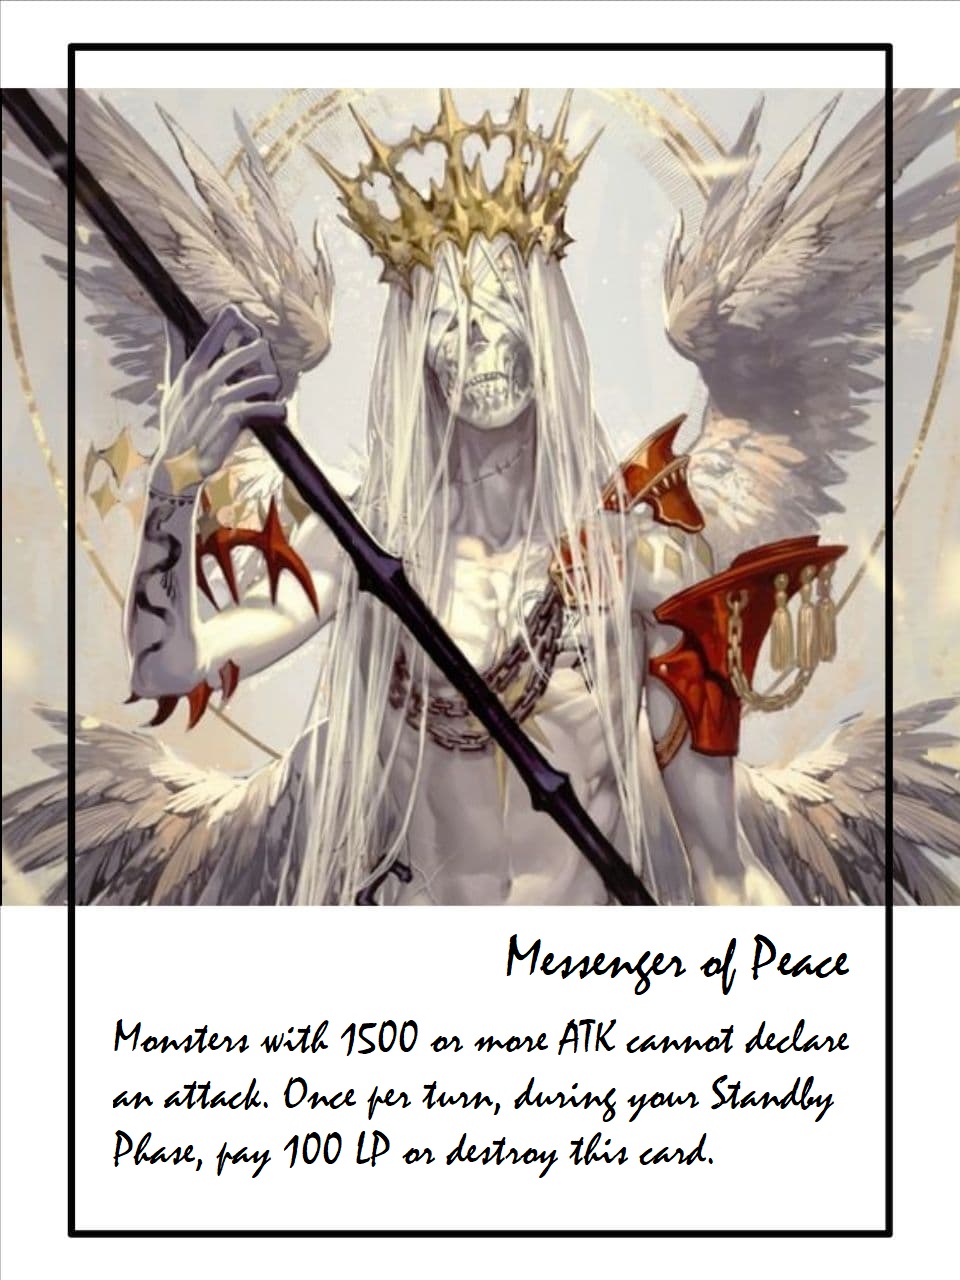 Messenger of Peace
Monsters with 1500 or more ATK cannot declare
an attack. Once per turn, during your Standby
Phase, pay 100 LP or destroy this card.